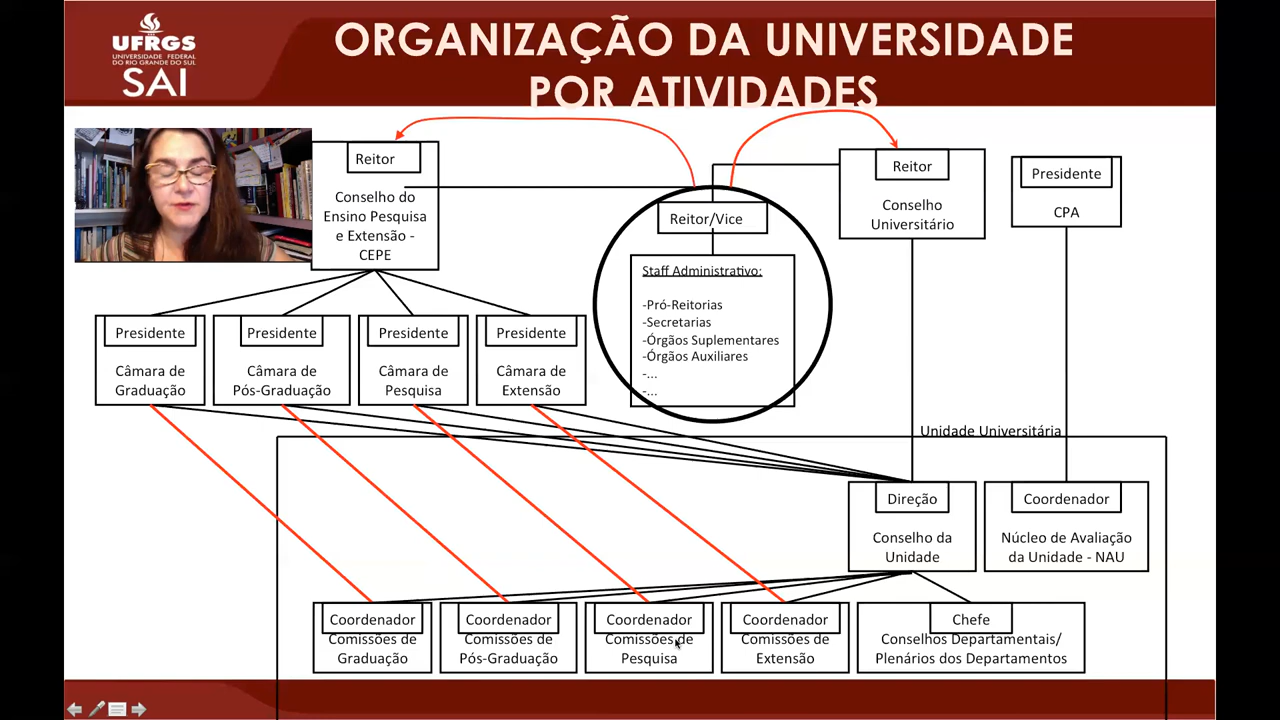 UFRGS
UNIVERSIDADE FEDERAL
DO RIO GRANDE DO SUL
SAI
ORGANIZAÇÃO DA UNIVERSIDADE
POR ATIVIDADES
Reitor
Conselho do
Ensino Pesquisa
e Extensão -
CEPE
Reitor/Vice
Staff Administrativo:
-Pró-Reitorias
-Secretarias
-Órgãos Suplementares
-Órgãos Auxiliares
-...
-...
Reitor
Conselho
Universitário
Presidente
CPA
Presidente
Câmara de
Graduação
Presidente
Câmara de
Pós-Graduação
Presidente
Câmara de
Pesquisa
Presidente
Câmara de
Extensão
Unidade Universitária
Direção
Conselho da
Unidade
Coordenador
Núcleo de Avaliação
da Unidade - NAU
Coordenador
Comissões de
Graduação
Coordenador
Comissões de
Pós-Graduação
Coordenador
Comissões de
Pesquisa
Coordenador
Comissões de
Extensão
Chefe
Conselhos Departamentais/
Plenários dos Departamentos